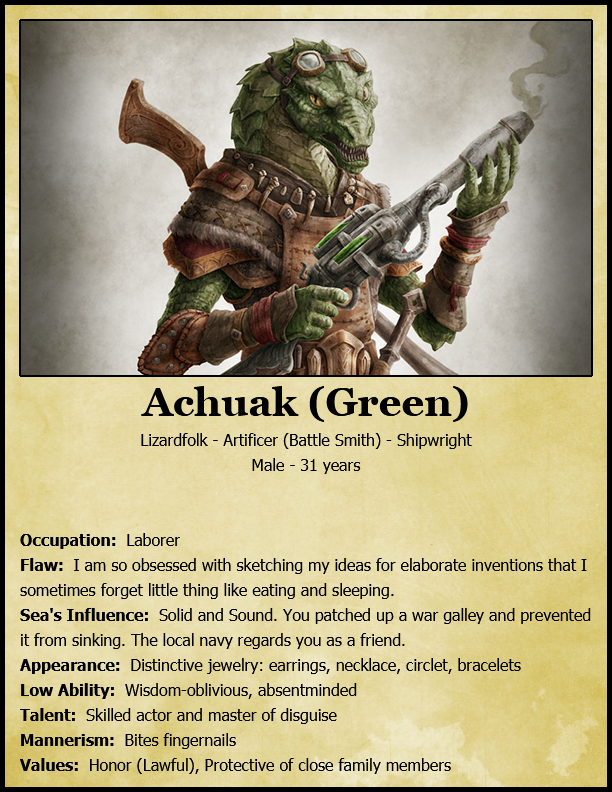 Achuak (Green)
Lizardfolk - Artificer (Battle Smith) - Shipwright
Male - 31 years
Occupation: Laborer
Flaw: I am so obsessed with sketching my ideas for elaborate inventions that I
sometimes forget little thing like eating and sleeping.
Sea's Influence: Solid and Sound. You patched up a war galley and prevented
it from sinking. The local navy regards you as a friend.
Appearance: Distinctive jewelry: earrings, necklace, circlet, bracelets
Low Ability: Wisdom-oblivious, absentminded
Talent: Skilled actor and master of disguise
Mannerism: Bites fingernails
Values: Honor (Lawful), Protective of close family members